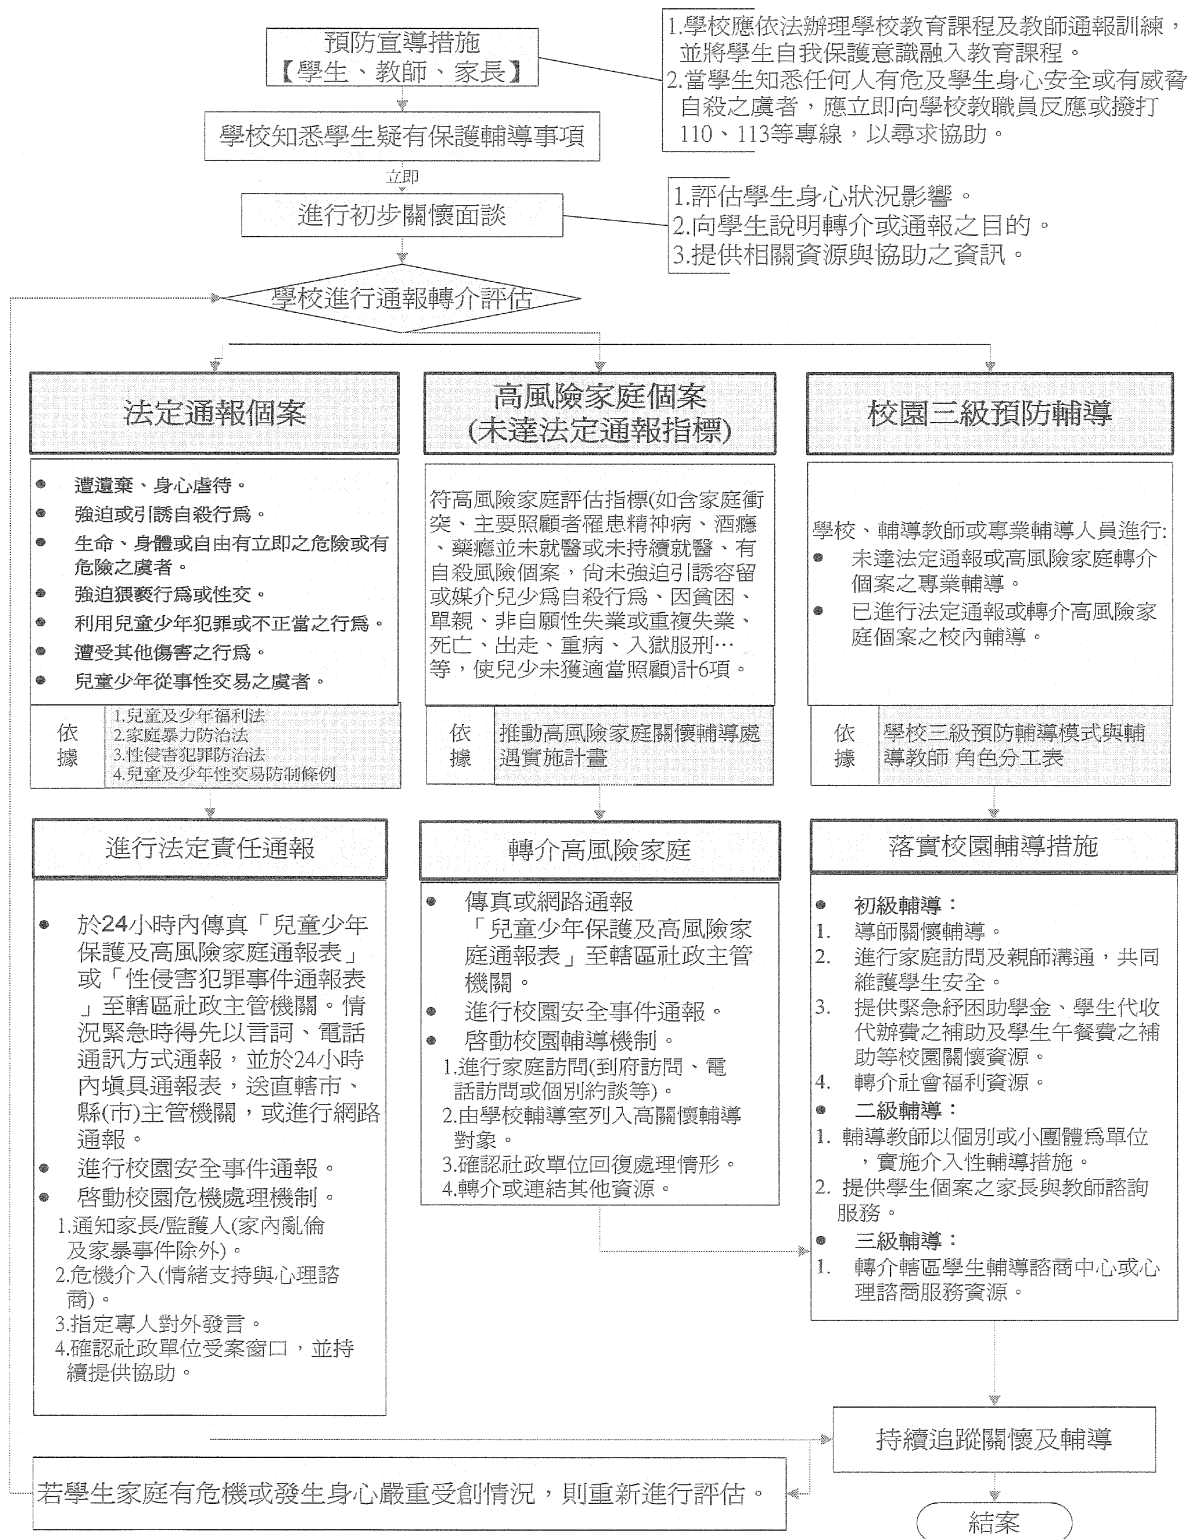 預防宣導措施
【學生、教師、家長】
1.學校應依法辦理學校教育課程及教師通報訓練，
並將學生自我保護意識融入教育課程。
2.當學生知悉任何人有危及學生身心安全或有威脅
自殺之虞者，應立即向學校教職員反應或撥打
110、113等專線，以尋求協助。
學校知悉學生疑有保護輔導事項
立即
進行初步關懷面談
1.評估學生身心狀況影響。
2.向學生說明轉介或通報之目的。
3.提供相關資源與協助之資訊。
學校進行通報轉介評估
法定通報個案
● 遭遺棄、身心虐待。
● 強迫或引誘自殺行為。
● 生命、身體或自由有立即之危險或有
危險之虞者。
● 強迫猥褻行為或性交。
● 利用兒童少年犯罪或不正當之行為。
● 遭受其他傷害之行為。
● 兒童少年從事性交易之虞者。
依
據
1.兒童及少年福利法
2.家庭暴力防治法
3.性侵害犯罪防治法
4.兒童及少年性交易防制條例
進行法定責任通報
● 於24小時內傳真「兒童少年
保護及高風險家庭通報表」
或「性侵害犯罪事件通報表
」至轄區社政主管機關。情
況緊急時得先以言詞、電話
通訊方式通報，並於24小時
內填具通報表，送直轄市、
縣(市)主管機關，或進行網路
通報。
● 進行校園安全事件通報。
● 啟動校園危機處理機制。
1.通知家長/監護人(家內亂倫
及家暴事件除外)。
2.危機介入(情緒支持與心理諮
商)。
3.指定專人對外發言。
4.確認社政單位受案窗口，並持
續提供協助。
高風險家庭個案
(未達法定通報指標)
符高風險家庭評估指標(如含家庭衝
突、主要照顧者罹患精神病、酒癮
、藥癮並未就醫或未持續就醫、有
自殺風險個案，尚未強迫引誘容留
或媒介兒少為自殺行為、因貧困、
單親、非自願性失業或重複失業、
死亡、出走、重病、入獄服刑…
等，使兒少未獲適當照顧)計6項。
依
據
推動高風險家庭關懷輔導處
遇實施計畫
轉介高風險家庭
● 傳真或網路通報
「兒童少年保護及高風險家
庭通報表」至轄區社政主管
機關。
● 進行校園安全事件通報。
● 啟動校園輔導機制。
1.進行家庭訪問(到府訪問、電
話訪問或個別約談等)。
2.由學校輔導室列入高關懷輔導
對象。
3.確認社政單位回復處理情形。
4.轉介或連結其他資源。
校園三級預防輔導
學校、輔導教師或專業輔導人員進行:
● 未達法定通報或高風險家庭轉介
個案之專業輔導。
● 已進行法定通報或轉介高風險家
庭個案之校內輔導。
依
據
學校三級預防輔導模式與輔
導教師 角色分工表
落實校園輔導措施
● 初級輔導：
1. 導師關懷輔導。
2. 進行家庭訪問及親師溝通，共同
維護學生安全。
3. 提供緊急紓困助學金、學生代收
代辦費之補助及學生午餐費之補
助等校園關懷資源。
4. 轉介社會福利資源。
● 二級輔導：
1. 輔導教師以個別或小團體為單位
，實施介入性輔導措施。
2. 提供學生個案之家長與教師諮詢
服務。
● 三級輔導：
1. 轉介轄區學生輔導諮商中心或心
理諮商服務資源。
持續追蹤關懷及輔導
若學生家庭有危機或發生身心嚴重受創情況，則重新進行評估。
結案